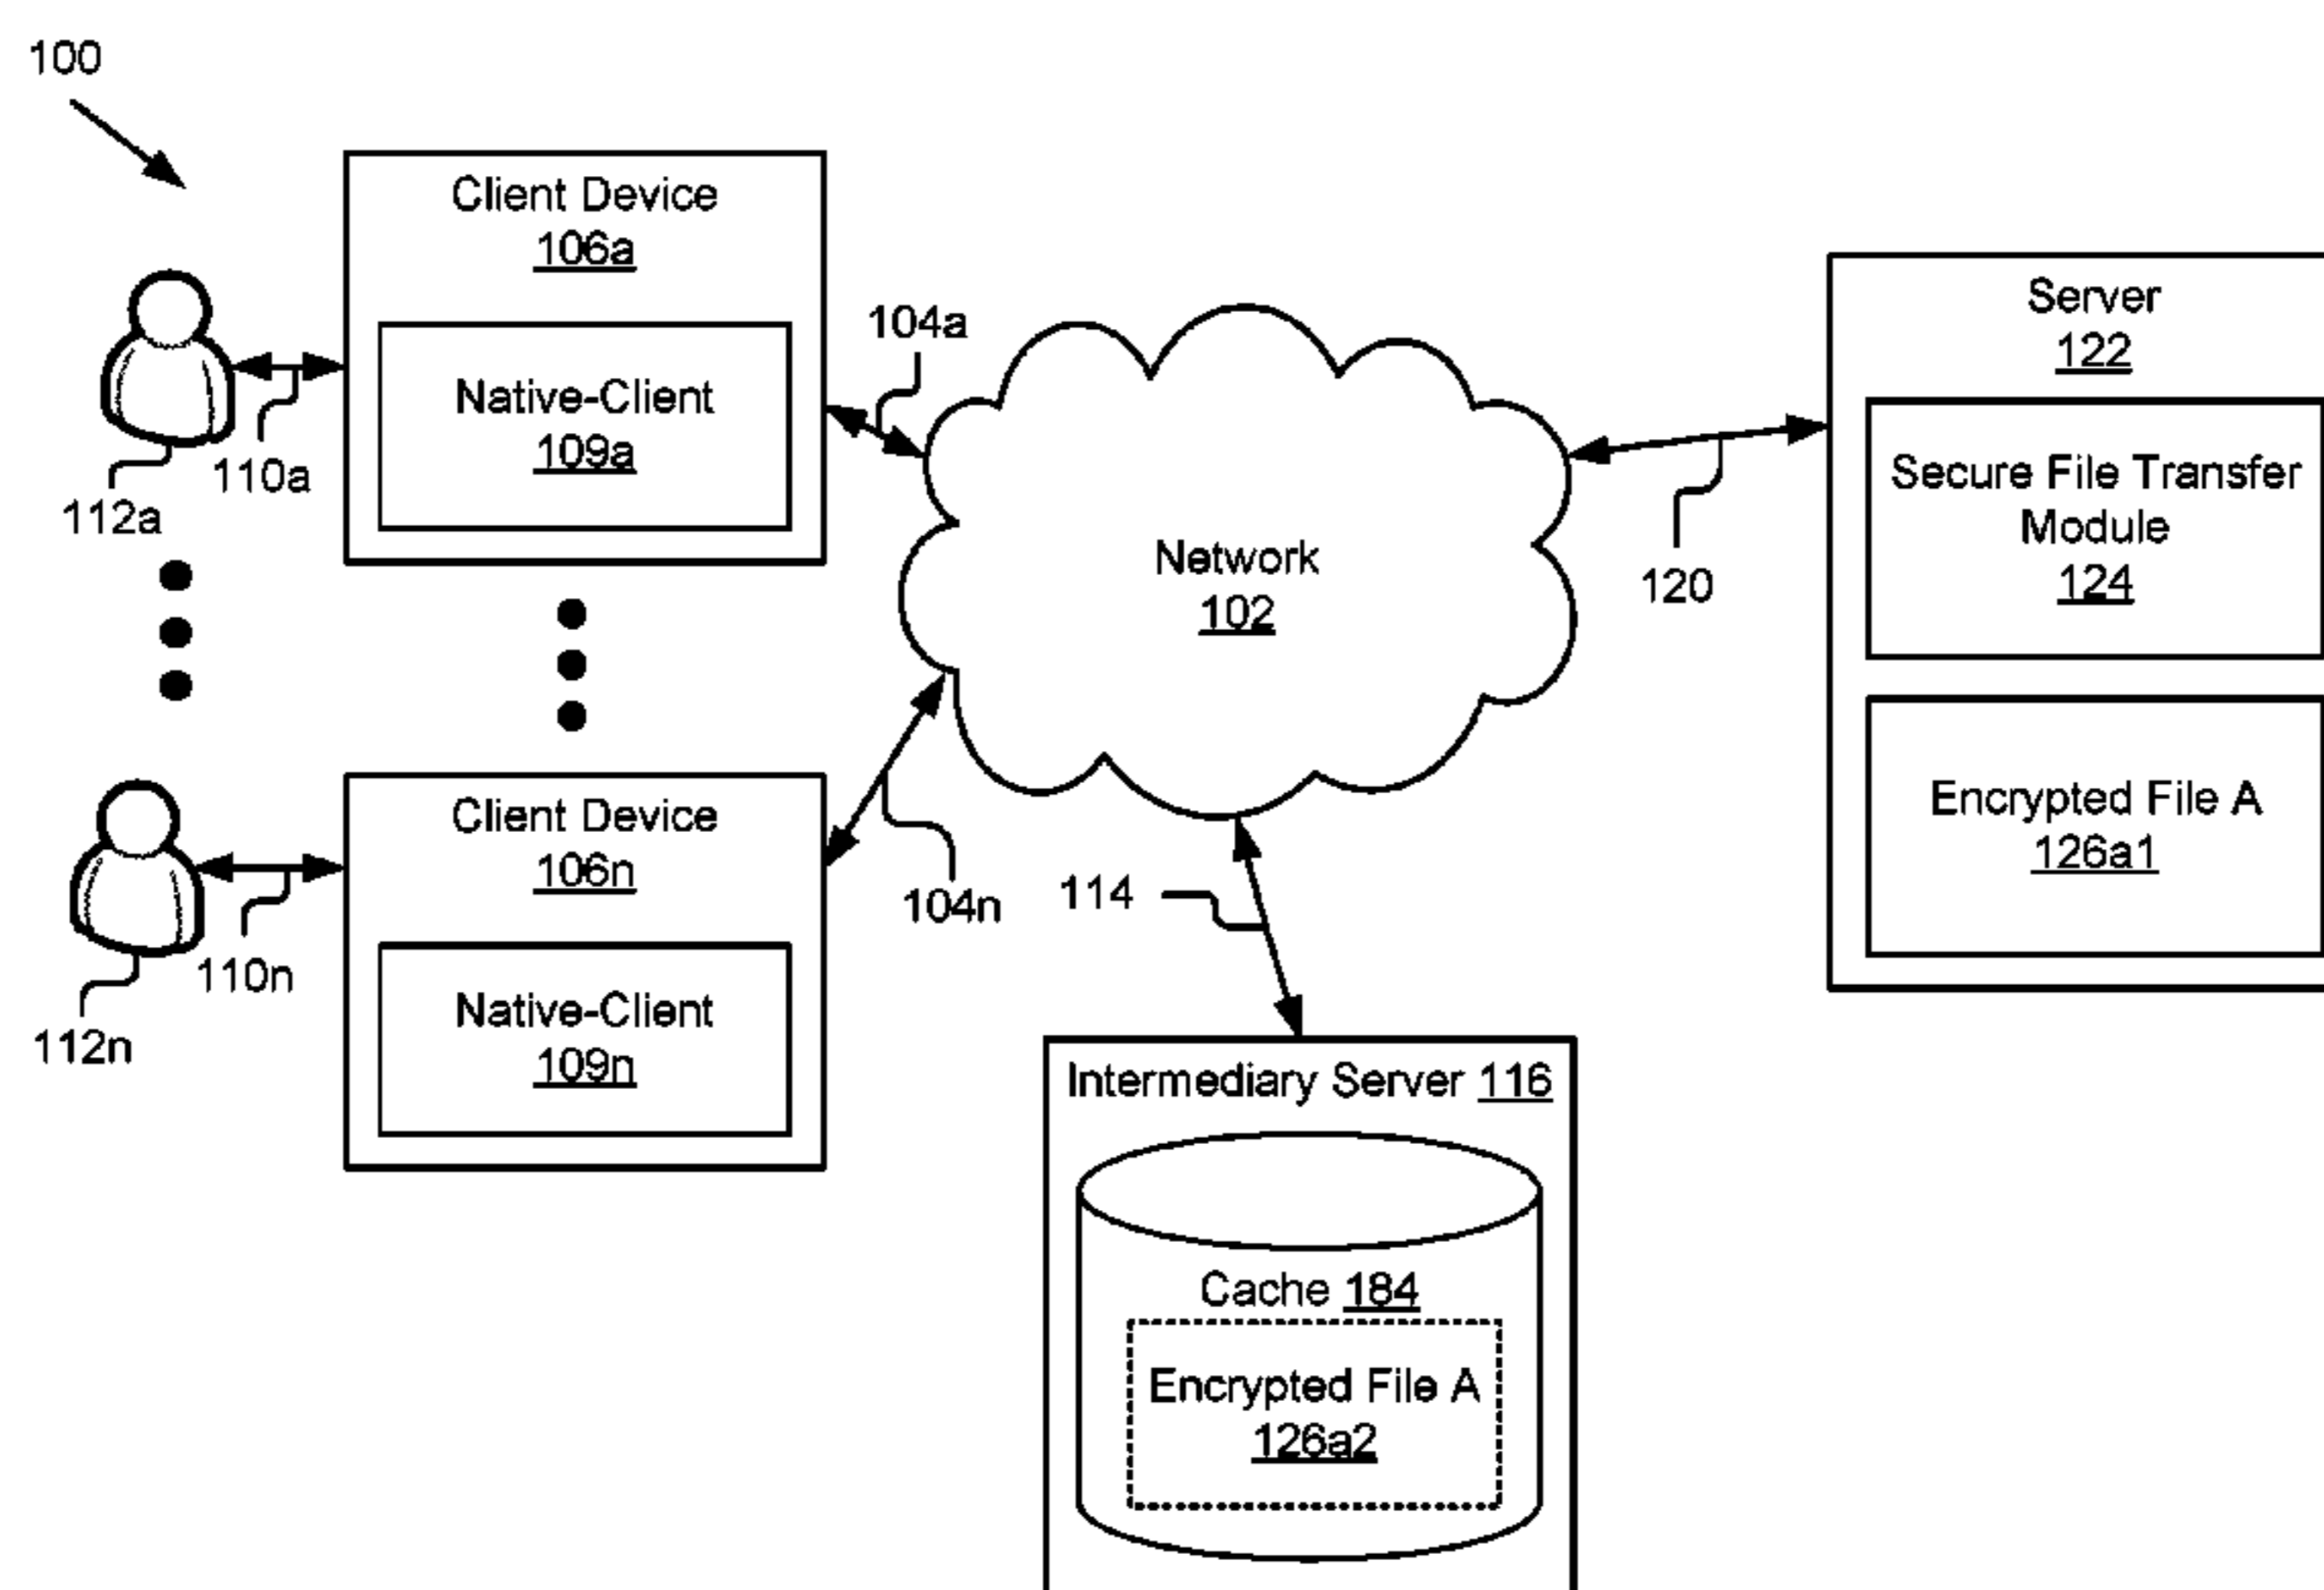 100
Client Device
106a
Native-Client
109a
110a
112a
104a
Network
102
Server
122
Secure File Transfer
Module
124
120
Encrypted File A
126a1
Client Device
106n
Native-Client
109n
110n
112n
104n
114
Intermediary Server 116
Cache 184
Encrypted File A
126a2